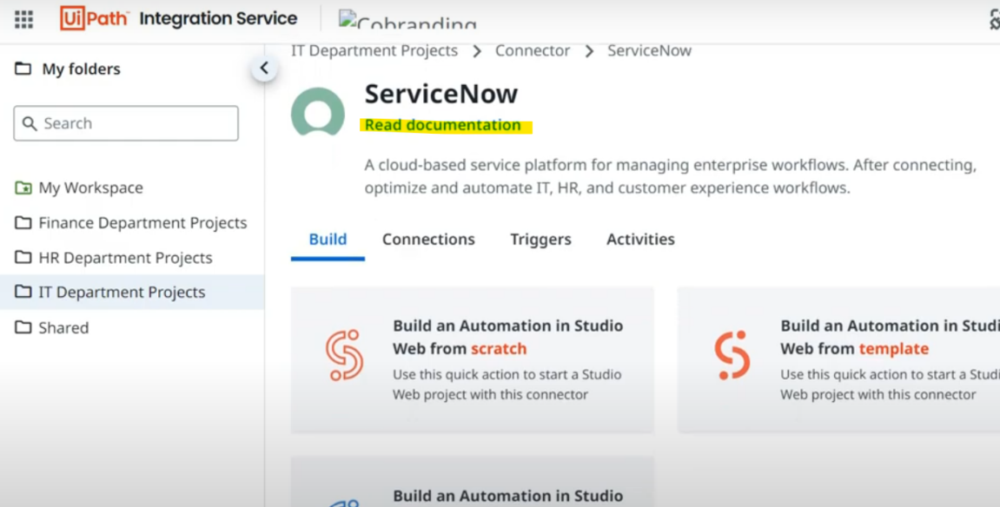 UiPath Integration Service
Cobranding
My folders
Search
My Workspace
Finance Department Projects
HR Department Projects
IT Department Projects
Shared
IT Department Projects > Connector > ServiceNow
ServiceNow
Read documentation
A cloud-based service platform for managing enterprise workflows. After connecting,
optimize and automate IT, HR, and customer experience workflows.
Build Connections Triggers Activities
Build an Automation in Studio
Web from scratch
Use this quick action to start a Studio
Web project with this connector
Build an Automation in Studi
Web from template
Use this quick action to start a Studi
Web project with this connector
Build an Automation in Studio